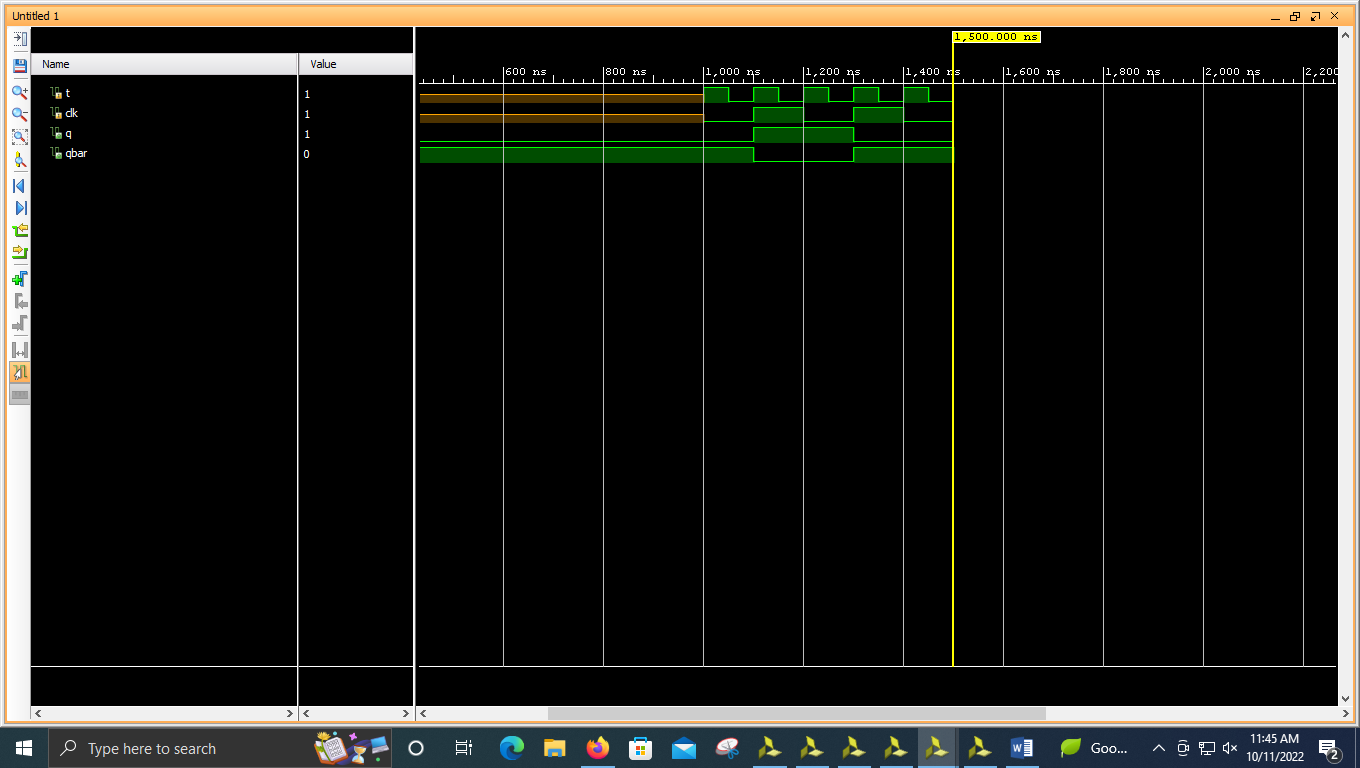 Untitled 1
1,500.000 ns
Name
Value
600 ns
800 ns
1,000 ns
1,200 ns
1,400 ns
1,600 ns
1,800 ns
2,000 ns
2,200
t
1
clk
1
q
1
qbar
0
Type here to search
Goo...
11:45 AM
10/11/2022
2